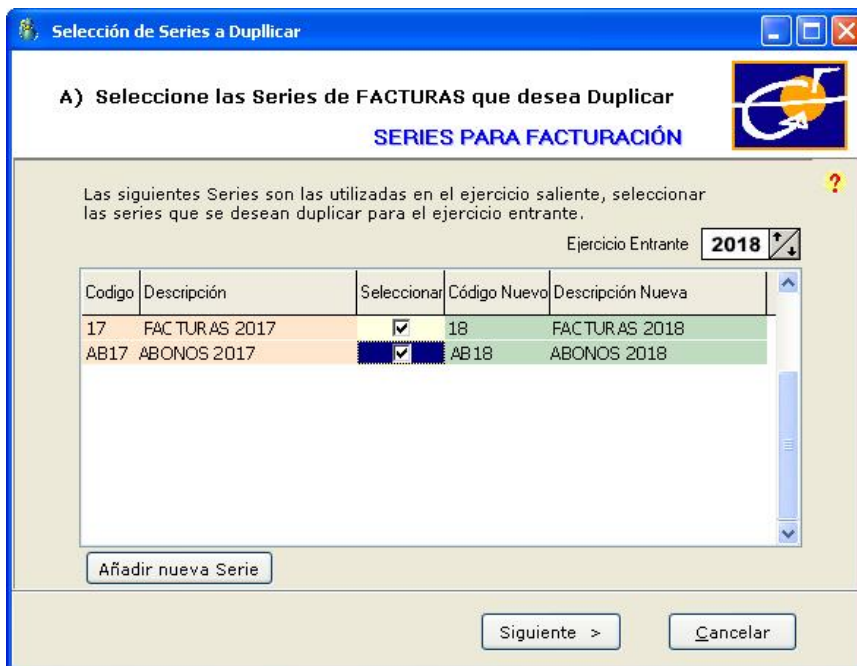 Selección de Series a Dupllicar
A) Seleccione las Series de FACTURAS que desea Duplicar
SERIES PARA FACTURACIÓN
?
Las siguientes Series son las utilizadas en el ejercicio saliente, seleccionar
las series que se desean duplicar para el ejercicio entrante.
Ejercicio Entrante 2018
Codigo Descripción Seleccionar Código Nuevo Descripción Nueva
17 FACTURAS 2017 18 FACTURAS 2018
AB17 ABONOS 2017 AB18 ABONOS 2018
Añadir nueva Serie
Siguiente > Cancelar